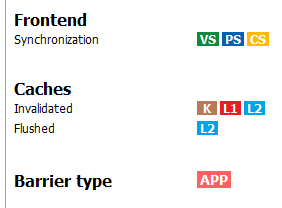 Frontend
Synchronization VS PS CS
Caches
Invalidated K L1 L2
Flushed L2
Barrier type APP